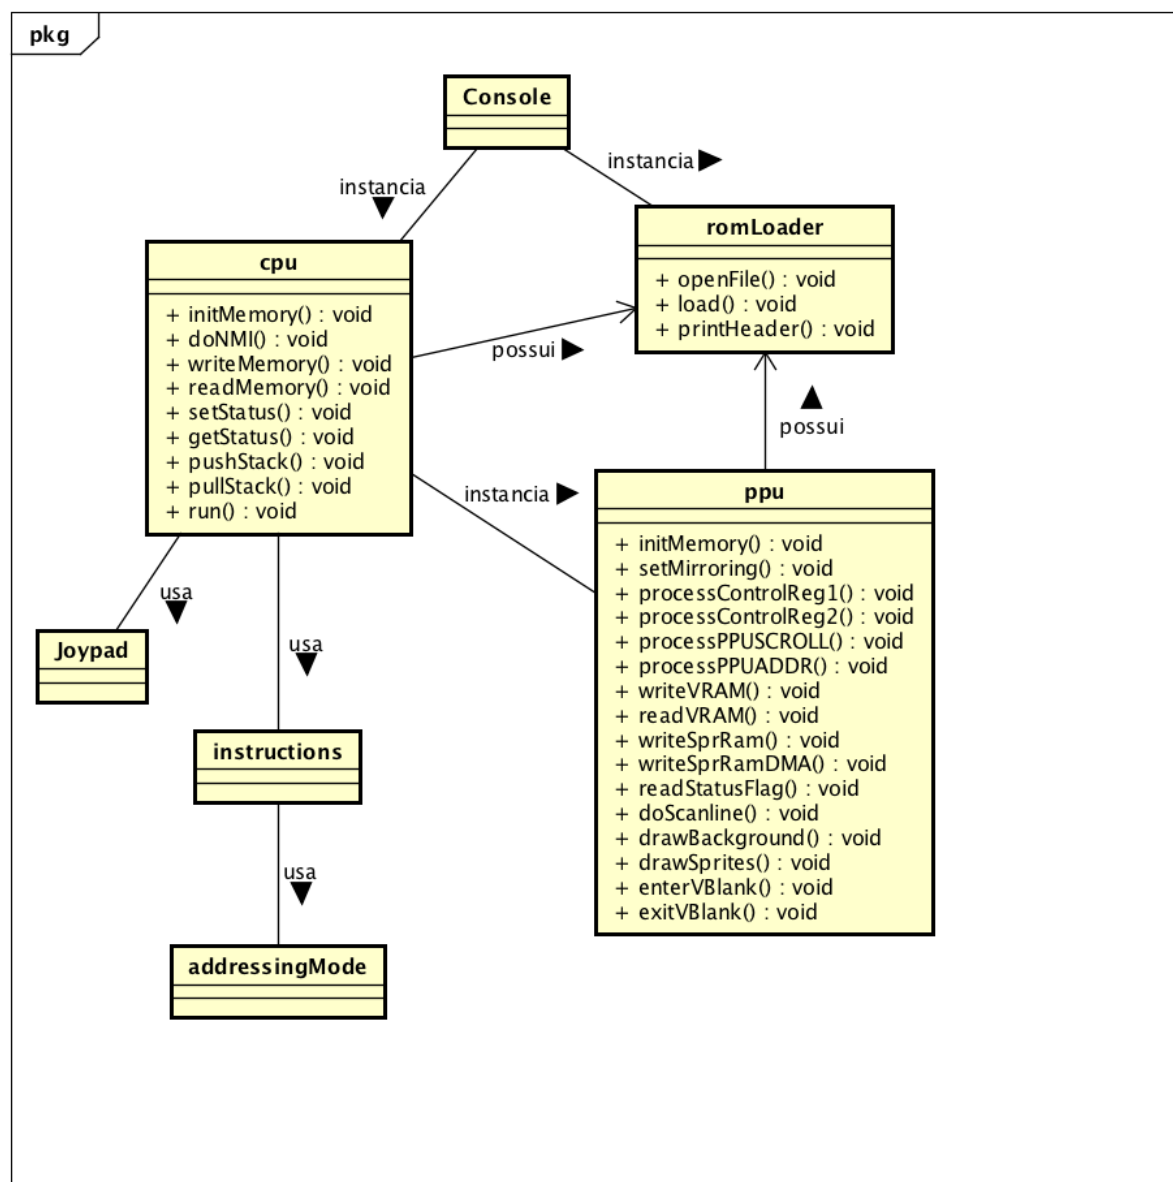 pkg
Console
instancia
instancia
romLoader
+ openFile() : void
+ load() : void
+ printHeader() : void
cpu
+ initMemory() : void
+ doNMI() : void
+ writeMemory() : void
+ readMemory() : void
+ setStatus() : void
+ getStatus() : void
+ pushStack() : void
+ pullStack() : void
+ run() : void
possui
possui
instancia
ppu
+ initMemory() : void
+ setMirroring() : void
+ processControlReg1() : void
+ processControlReg2() : void
+ processPPUSCROLL() : void
+ processPPUADDR() : void
+ writeVRAM() : void
+ readVRAM() : void
+ writeSprRam() : void
+ writeSprRamDMA() : void
+ readStatusFlag() : void
+ doScanline() : void
+ drawBackground() : void
+ drawSprites() : void
+ enterVBlank() : void
+ exitVBlank() : void
usa
Joypad
usa
instructions
usa
addressingMode